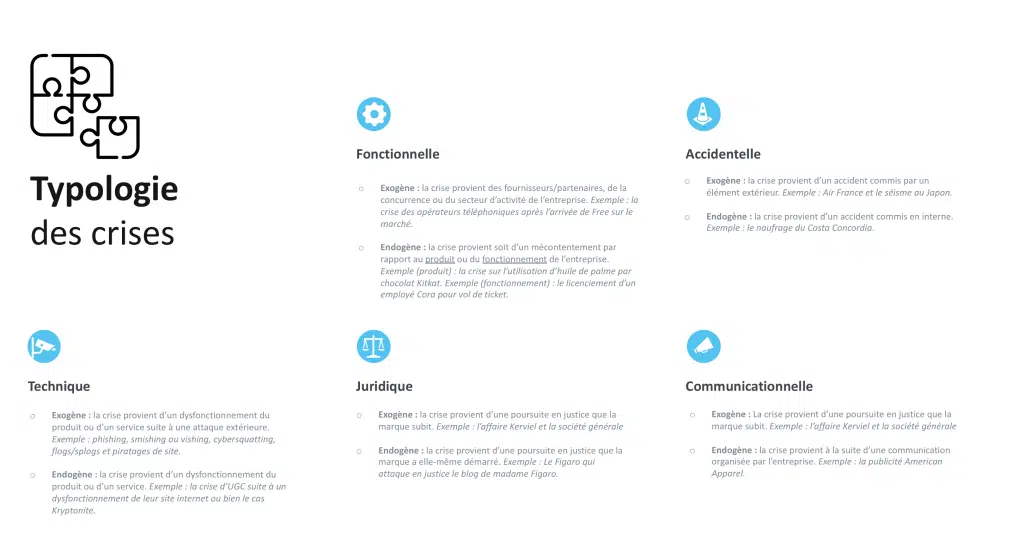 Typologie
des crises
Fonctionnelle
o Exogène : la crise provient des fournisseurs/partenaires, de la
concurrence ou du secteur d'activité de l'entreprise. Exemple : la
crise des opérateurs téléphoniques après l'arrivée de Free sur le
marché.
o Endogène : la crise provient soit d'un mécontentement par
rapport au produit ou du fonctionnement de l'entreprise.
Exemple (produit) : la crise sur l'utilisation d'huile de palme par
chocolat Kitkat. Exemple (fonctionnement) : le licenciement d'un
employé Cora pour vol de ticket.
Accidentelle
o Exogène : la crise provient d'un accident commis par un
élément extérieur. Exemple : Air France et le séisme au Japon.
o Endogène : la crise provient d'un accident commis en interne.
Exemple : le naufrage du Costa Concordia.
Technique
o Exogène : la crise provient d'un dysfonctionnement du
produit ou d'un service suite à une attaque extérieure.
Exemple : phishing, smishing ou vishing, cybersquatting,
flogs/splogs et piratages de site.
o Endogène : la crise provient d'un dysfonctionnement du
produit ou d'un service. Exemple : la crise d'UGC suite à un
dysfonctionnement de leur site internet ou bien le cas
Kryptonite.
Juridique
o Exogène : la crise provient d'une poursuite en justice que la
marque subit. Exemple : l'affaire Kerviel et la société générale
o Endogène : la crise provient d'une poursuite en justice que la
marque a elle-même démarré. Exemple : Le Figaro qui
attaque en justice le blog de madame Figaro.
Communicationnelle
o Exogène : La crise provient d'une poursuite en justice que la
marque subit. Exemple : l'affaire Kerviel et la société générale
o Endogène : la crise provient à la suite d'une communication
organisée par l'entreprise. Exemple : la publicité American
Apparel.